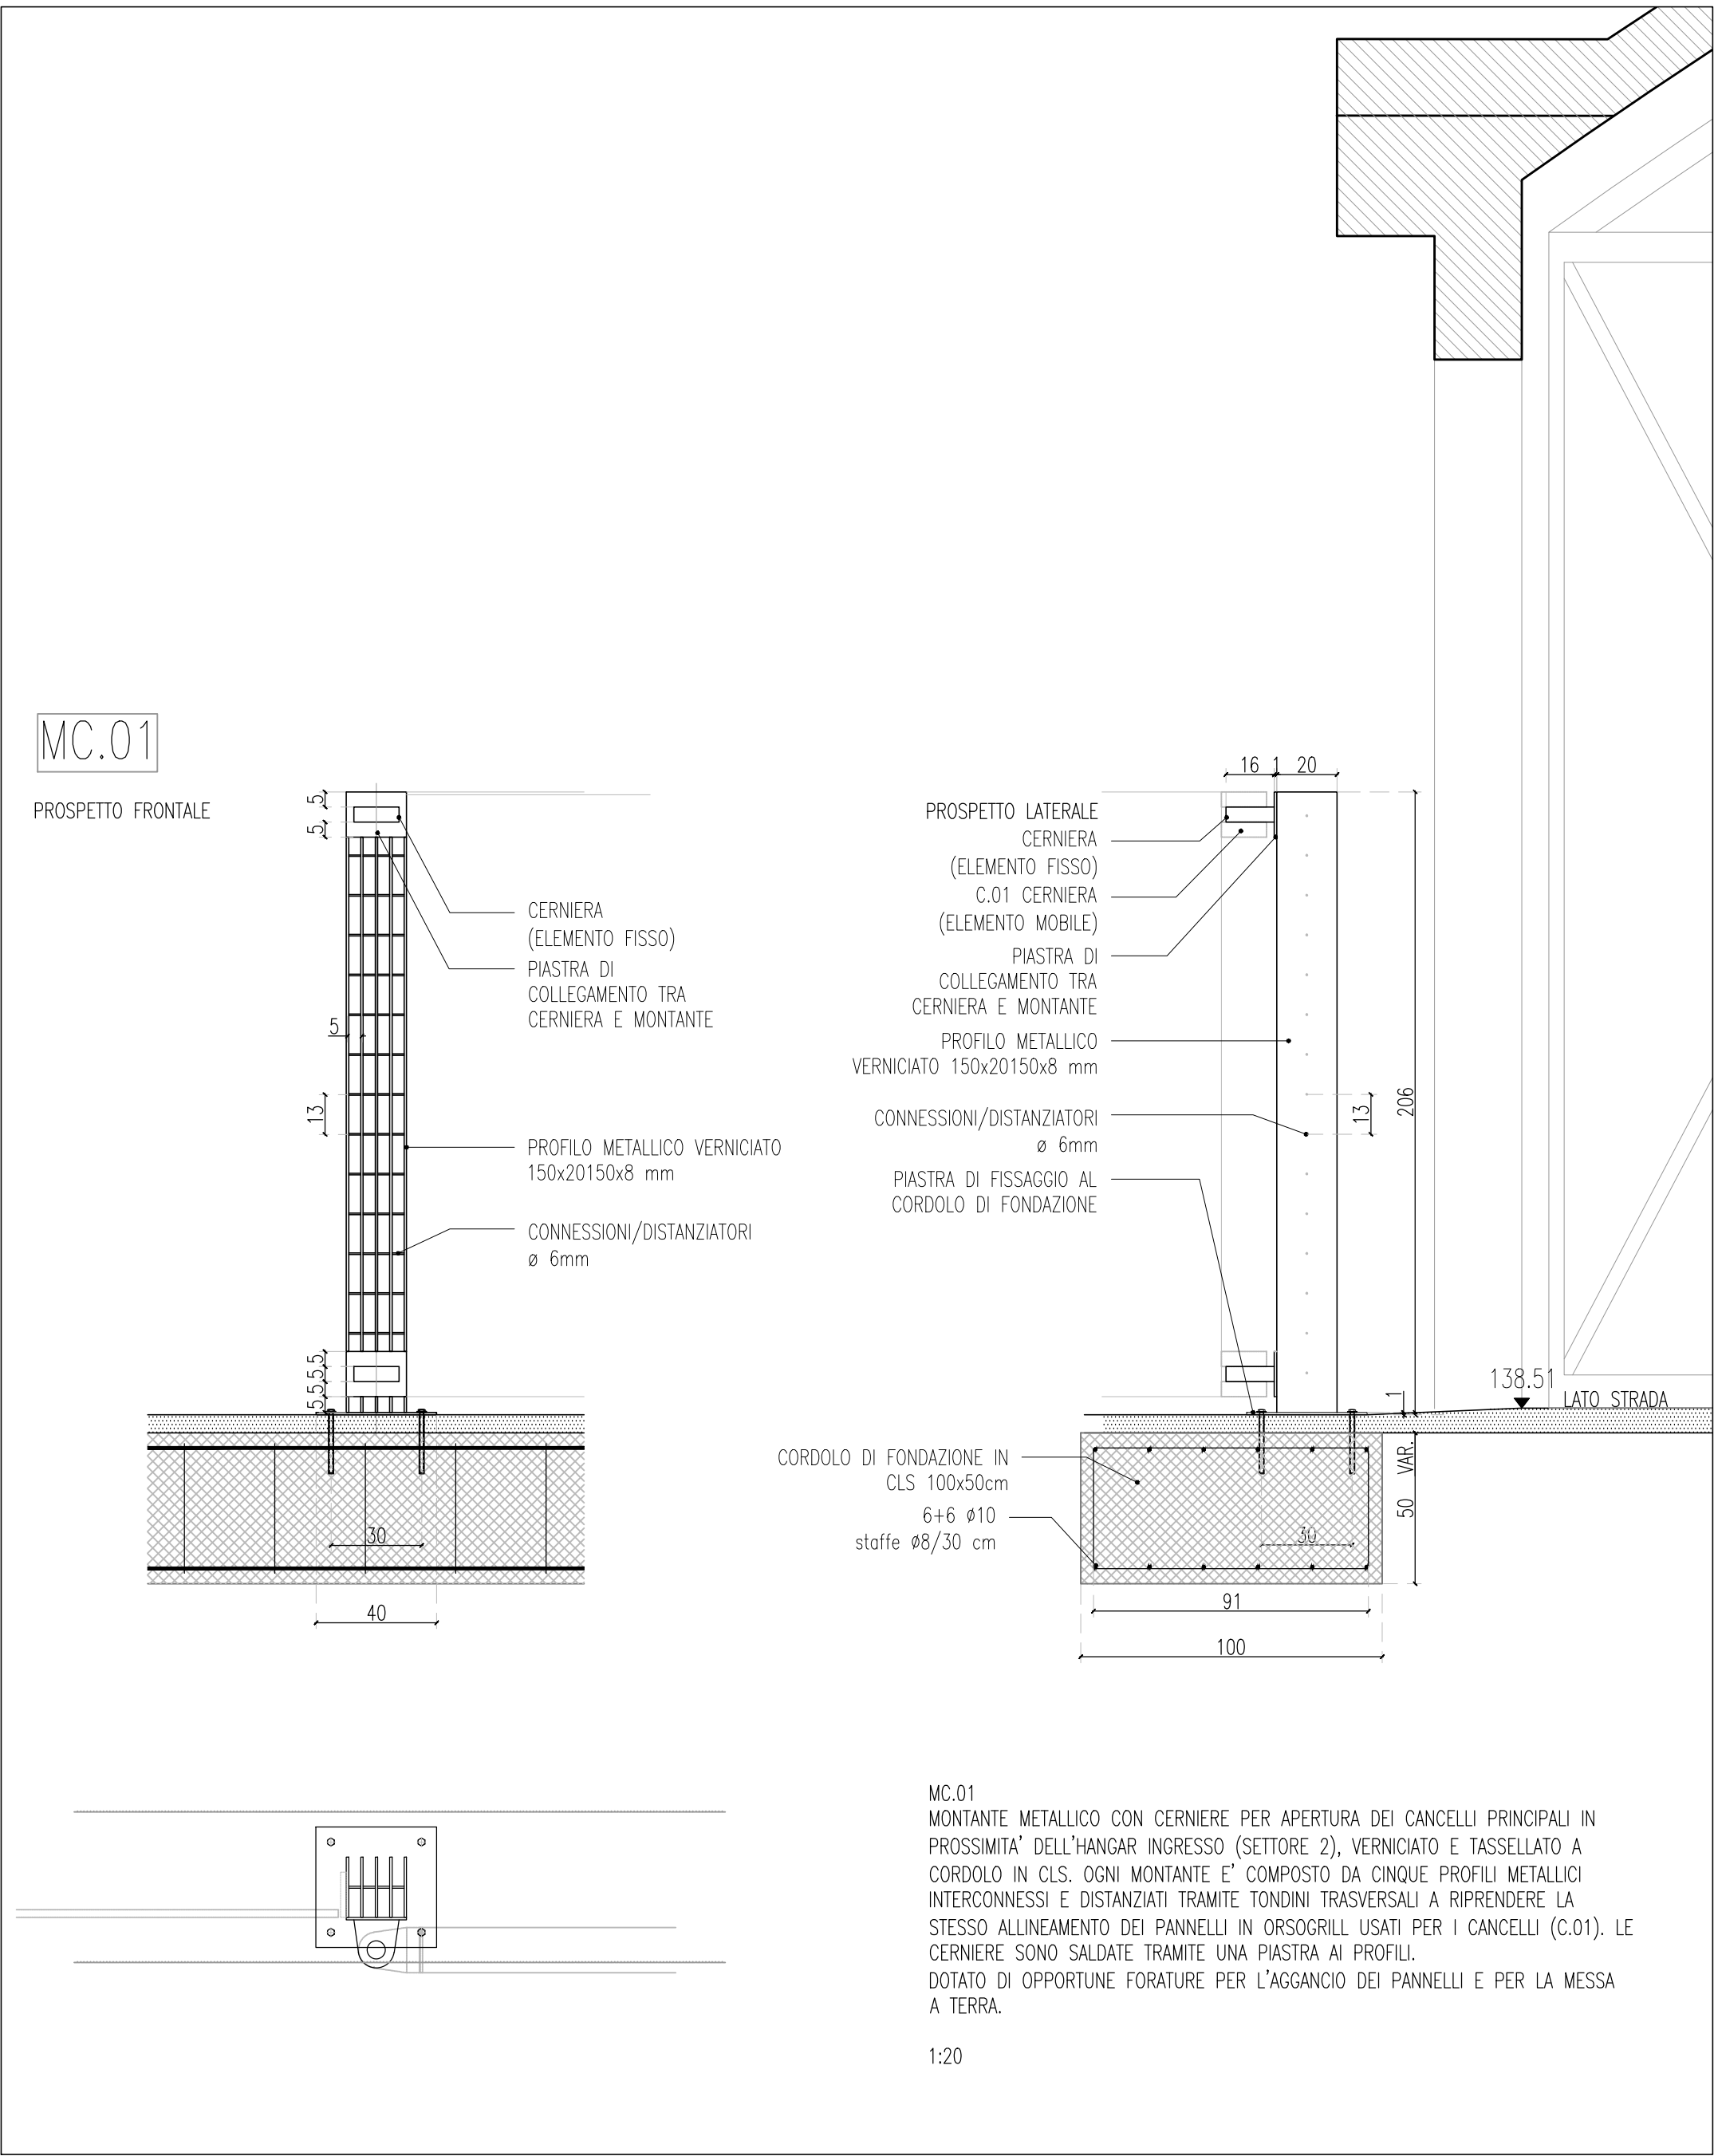 MC.01
PROSPETTO FRONTALE
5
5
CERNIERA
(ELEMENTO FISSO)
PIASTRA DI
COLLEGAMENTO TRA
CERNIERA E MONTANTE
5
13
PROFILO METALLICO VERNICIATO
150x20150x8 mm
CONNESSIONI/DISTANZIATORI
ø 6mm
5
5
5
5
30
40
16
1
20
PROSPETTO LATERALE
CERNIERA
(ELEMENTO FISSO)
C.01 CERNIERA
(ELEMENTO MOBILE)
PIASTRA DI
COLLEGAMENTO TRA
CERNIERA E MONTANTE
PROFILO METALLICO
VERNICIATO 150x20150x8 mm
CONNESSIONI/DISTANZIATORI
ø 6mm
PIASTRA DI FISSAGGIO AL
CORDOLO DI FONDAZIONE
13
206
1
138.51
LATO STRADA
CORDOLO DI FONDAZIONE IN
CLS 100x50cm
6+6 ø10
staffe ø8/30 cm
50 VAR.
30
91
100
MC.01
MONTANTE METALLICO CON CERNIERE PER APERTURA DEI CANCELLI PRINCIPALI IN
PROSSIMITA' DELL'HANGAR INGRESSO (SETTORE 2), VERNICIATO E TASSELLATO A
CORDOLO IN CLS. OGNI MONTANTE E' COMPOSTO DA CINQUE PROFILI METALLICI
INTERCONNESSI E DISTANZIATI TRAMITE TONDINI TRASVERSALI A RIPRENDERE LA
STESSO ALLINEAMENTO DEI PANNELLI IN ORSOGRILL USATI PER I CANCELLI (C.01). LE
CERNIERE SONO SALDATE TRAMITE UNA PIASTRA AI PROFILI.
DOTATO DI OPPORTUNE FORATURE PER L'AGGANCIO DEI PANNELLI E PER LA MESSA
A TERRA.
1:20